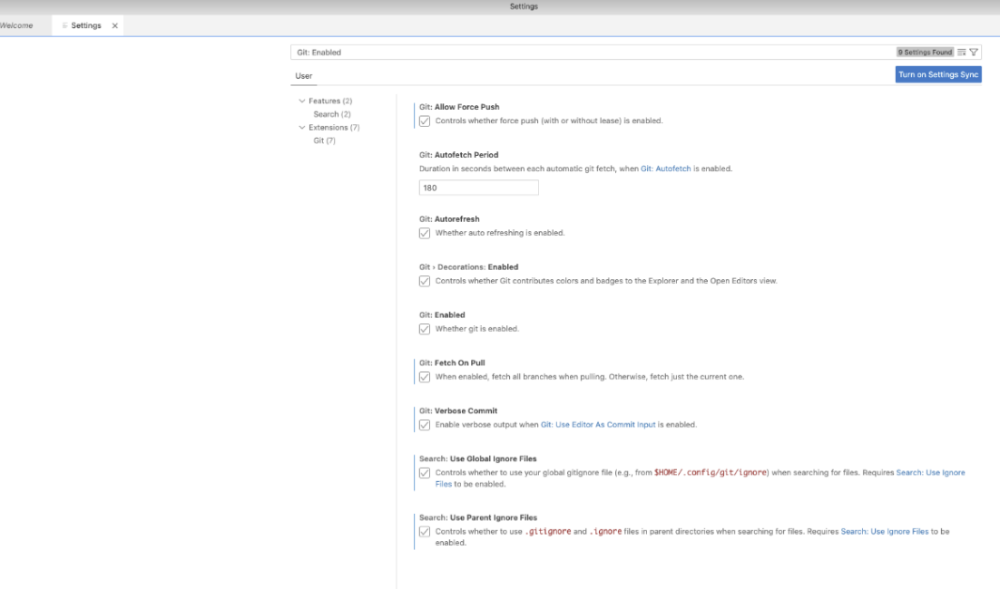 Settings
Welcome
Settings
Git: Enabled
9 Settings Found
User
Turn on Settings Sync
Features (2)
Search (2)
Extensions (7)
Git (7)
Git: Allow Force Push
Controls whether force push (with or without lease) is enabled.
Git: Autofetch Period
Duration in seconds between each automatic git fetch, when Git: Autofetch is enabled.
180
Git: Autorefresh
Whether auto refreshing is enabled.
Git › Decorations: Enabled
Controls whether Git contributes colors and badges to the Explorer and the Open Editors view.
Git: Enabled
Whether git is enabled.
Git: Fetch On Pull
When enabled, fetch all branches when pulling. Otherwise, fetch just the current one.
Git: Verbose Commit
Enable verbose output when Git: Use Editor As Commit Input is enabled.
Search: Use Global Ignore Files
Controls whether to use your global gitignore file (e.g., from $HOME/.config/git/ignore) when searching for files. Requires Search: Use Ignore
Files to be enabled.
Search: Use Parent Ignore Files
Controls whether to use .gitignore and .ignore files in parent directories when searching for files. Requires Search: Use Ignore Files to be
enabled.